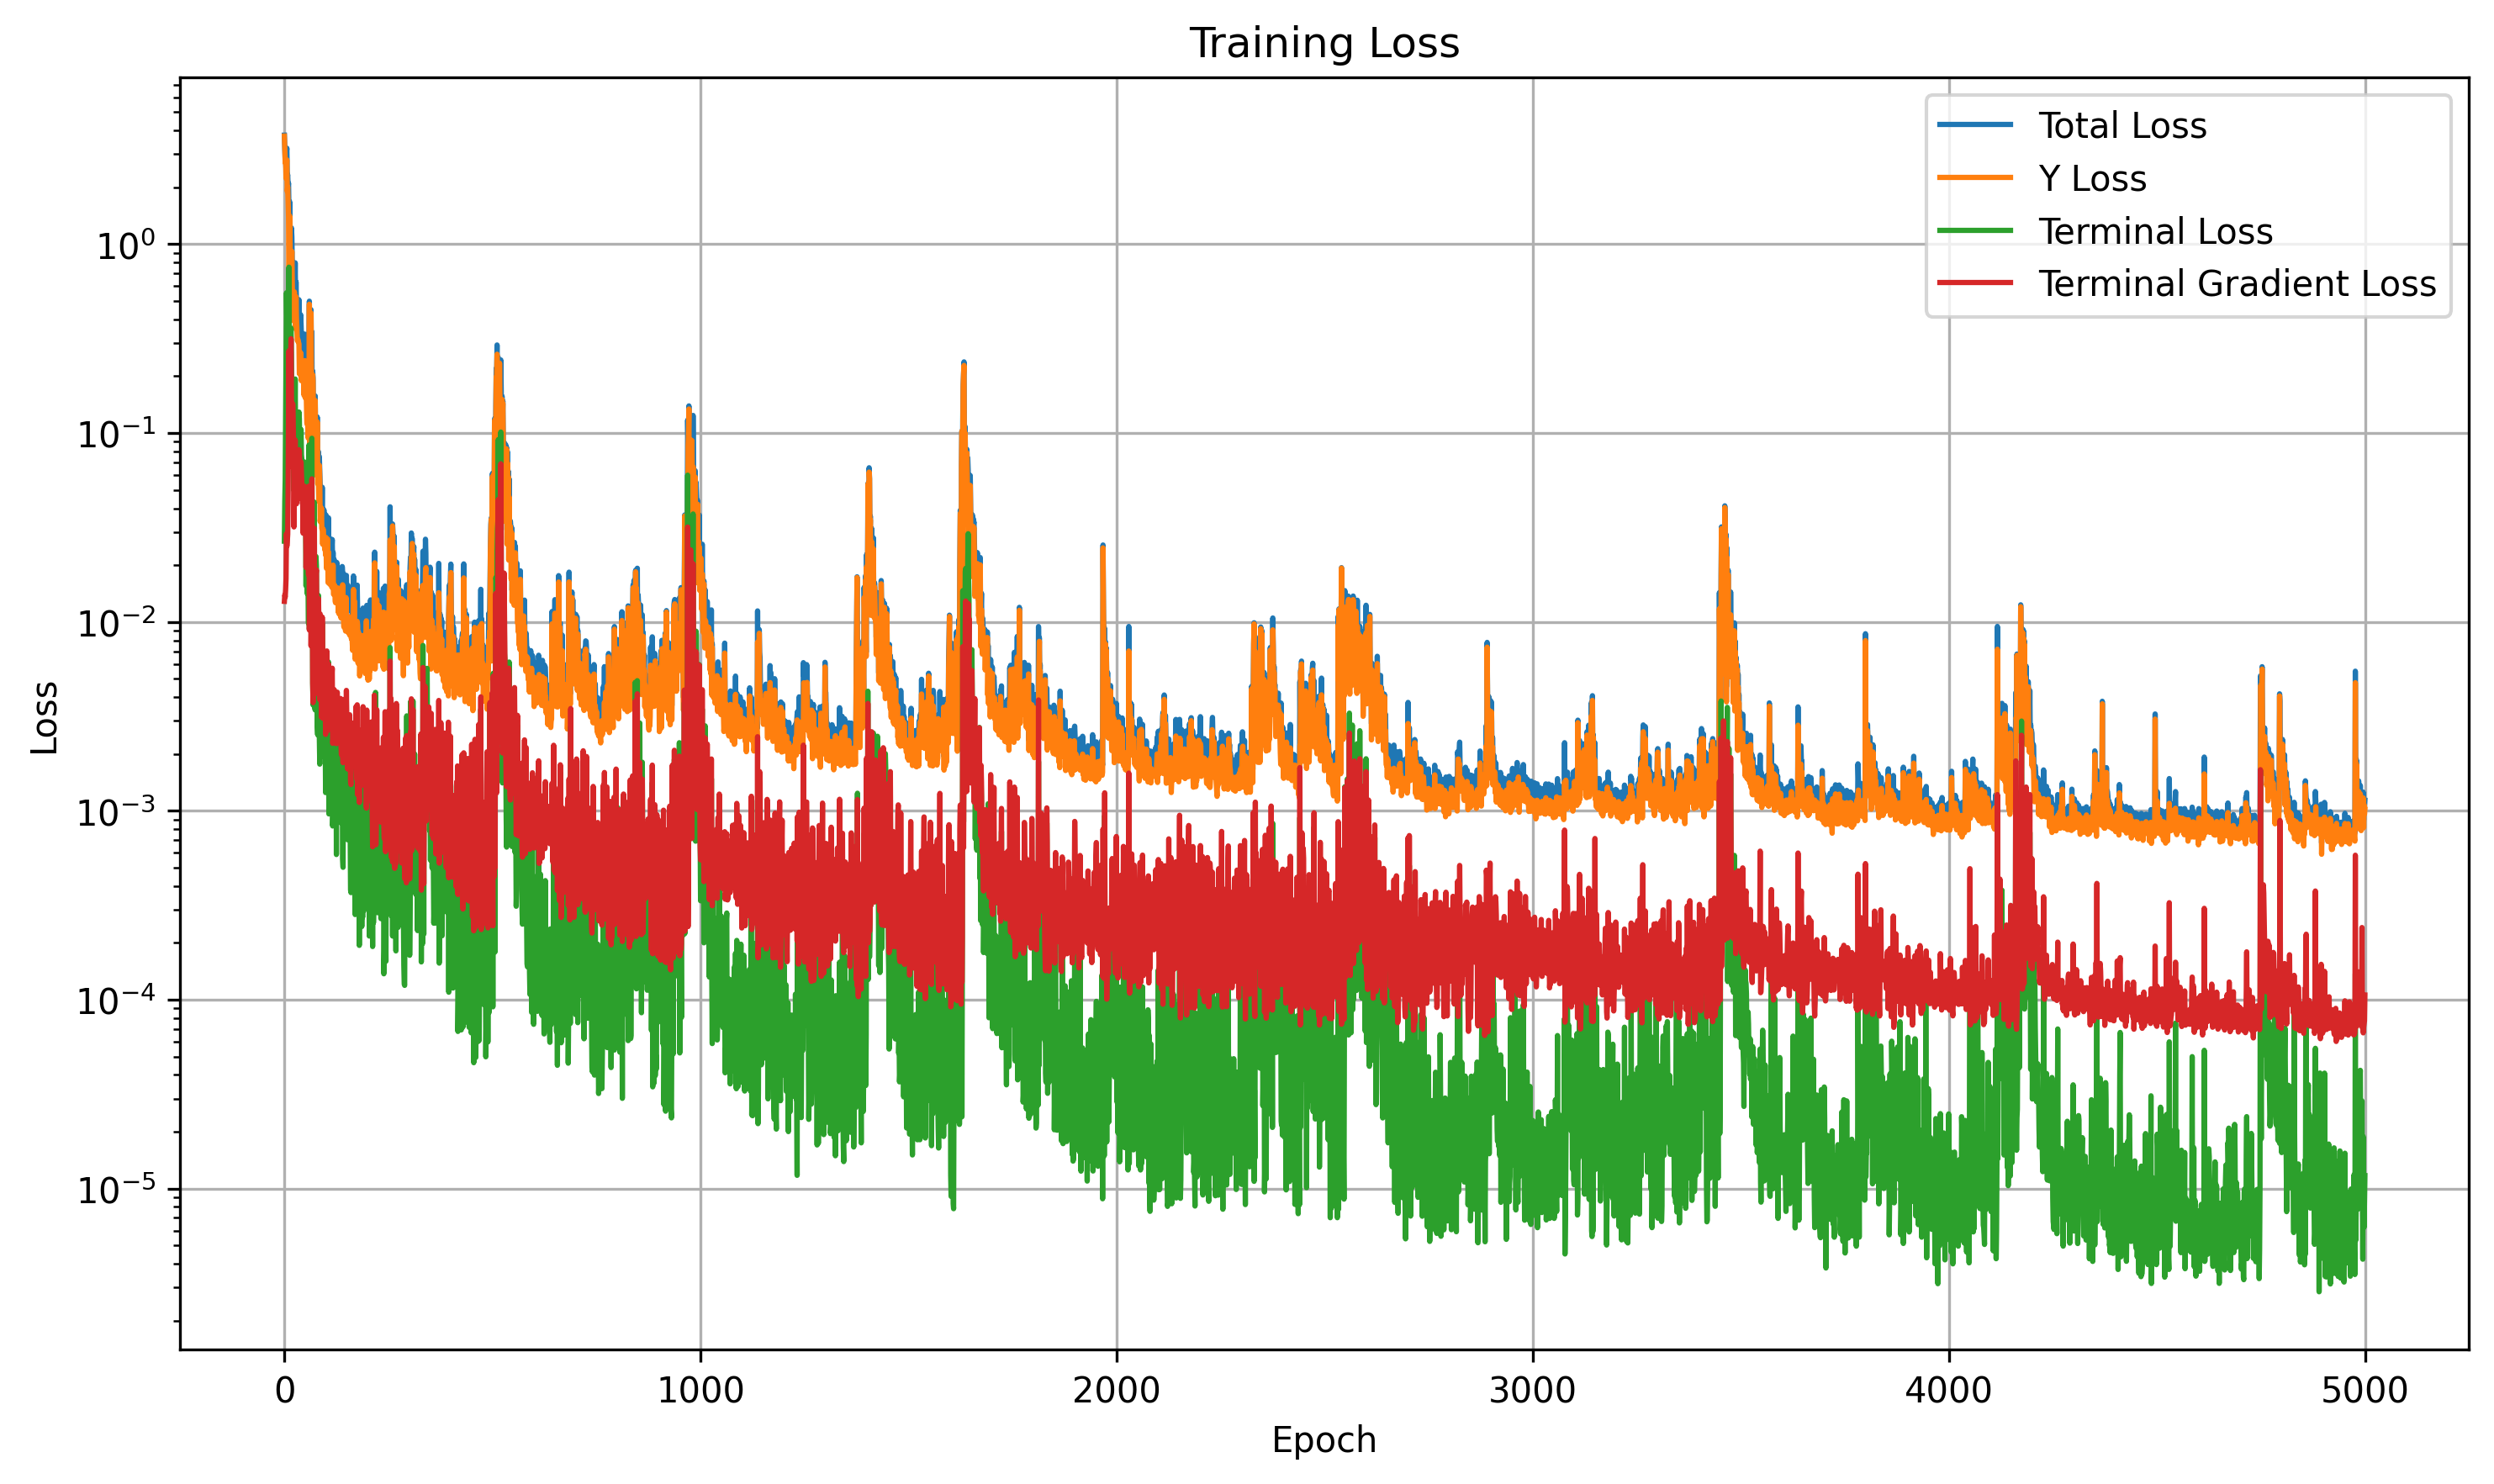 Training Loss
Total Loss
Y Loss
Terminal Loss
Terminal Gradient Loss
Loss
10⁰
10⁻¹
10⁻²
10⁻³
10⁻⁴
10⁻⁵
0 1000 2000 3000 4000 5000
Epoch